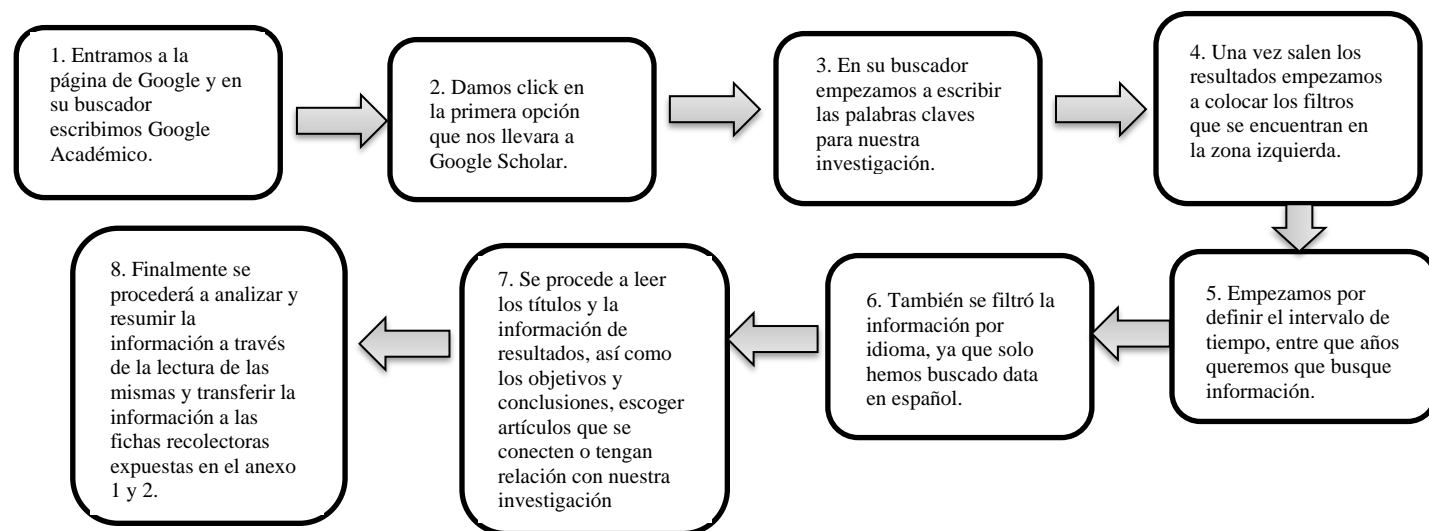 1. Entramos a la
página de Google y en
su buscador
escribimos Google
Académico.
2. Damos click en
la primera opción
que nos llevara a
Google Scholar.
3. En su buscador
empezamos a escribir
las palabras claves
para nuestra
investigación.
4. Una vez salen los
resultados empezamos
a colocar los filtros
que se encuentran en
la zona izquierda.
5. Empezamos por
definir el intervalo de
tiempo, entre que años
queremos que busque
información.
6. También se filtró la
información por
idioma, ya que solo
hemos buscado data
en español.
7. Se procede a leer
los títulos y la
información de
resultados, así como
los objetivos y
conclusiones, escoger
artículos que se
conecten o tengan
relación con nuestra
investigación
8. Finalmente se
procederá a analizar y
resumir la
información a través
de la lectura de las
mismas y transferir la
información a las
fichas recolectoras
expuestas en el anexo
1 y 2.